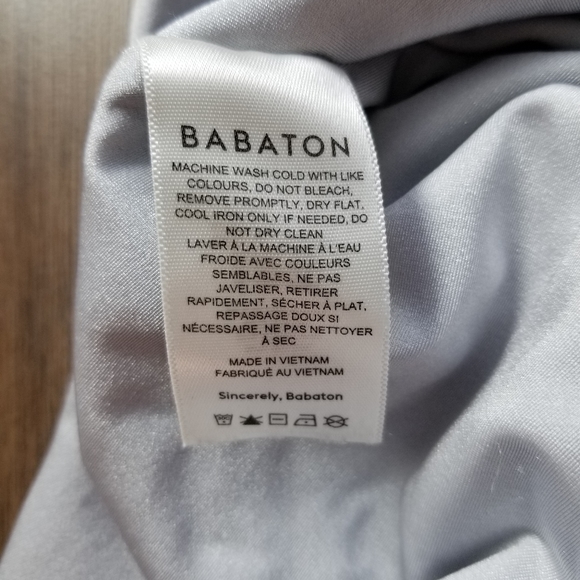 BABATON
MACHINE WASH COLD WITH LIKE
COLOURS, DO NOT BLEACH,
REMOVE PROMPTLY, DRY FLAT.
COOL IRON ONLY IF NEEDED, DO
NOT DRY CLEAN
LAVER À LA MACHINE À L'EAU
FROIDE AVEC COULEURS
SEMBLABLES, NE PAS
JAVELISER, RETIRER
RAPIDEMENT, SÉCHER À PLAT,
REPASSAGE DOUX SI
NÉCESSAIRE, NE PAS NETTOYER
À SEC
MADE IN VIETNAM
FABRIQUÉ AU VIETNAM
Sincerely, Babaton